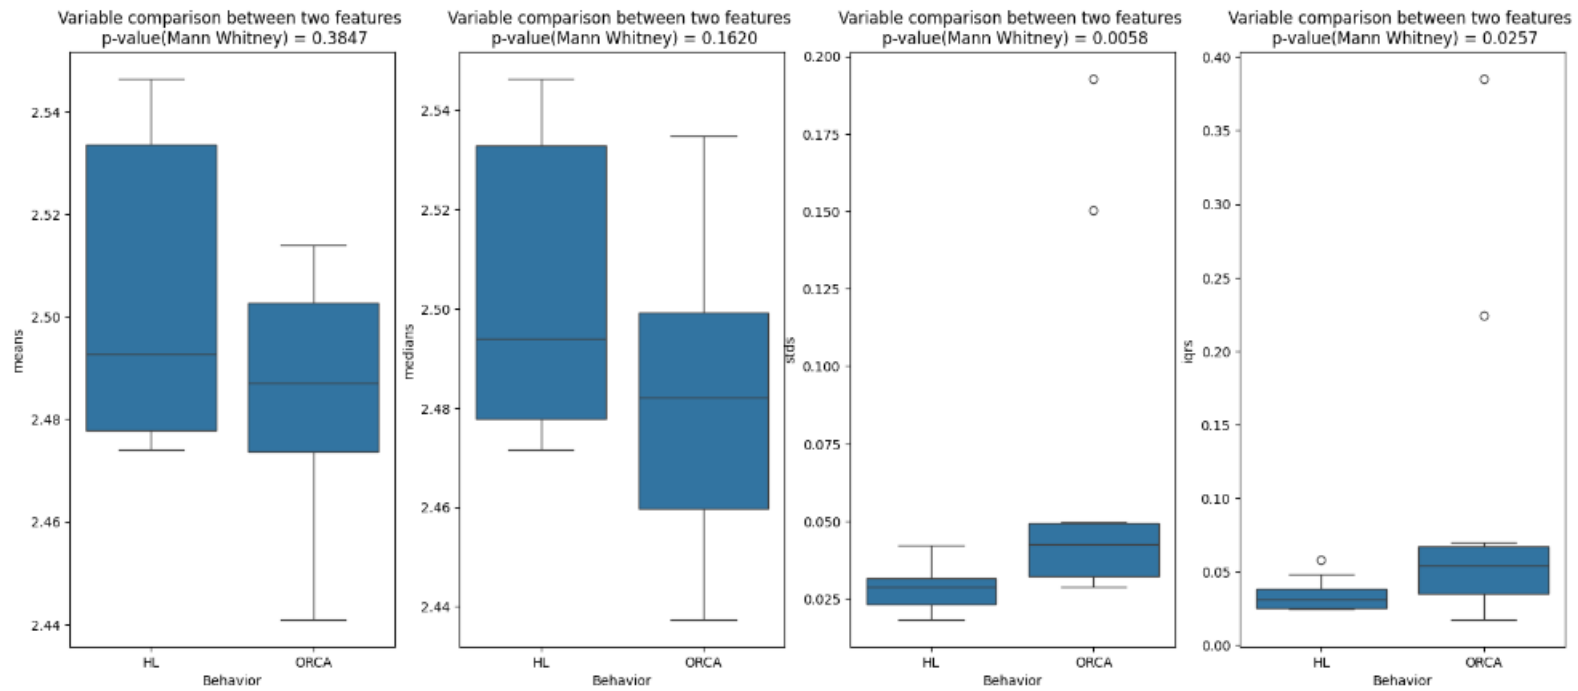 Variable comparison between two features
p-value(Mann Whitney) = 0.3847
means
2.54
2.52
2.50
2.48
2.46
2.44
HL
ORCA
Behavior
Variable comparison between two features
p-value(Mann Whitney) = 0.1620
medians
2.54
2.52
2.50
2.48
2.46
2.44
HL
ORCA
Behavior
Variable comparison between two features
p-value(Mann Whitney) = 0.0058
stds
0.200
0.175
0.150
0.125
0.100
0.075
0.050
0.025
HL
ORCA
Behavior
Variable comparison between two features
p-value(Mann Whitney) = 0.0257
iqrs
0.40
0.35
0.30
0.25
0.20
0.15
0.10
0.05
0.00
HL
ORCA
Behavior